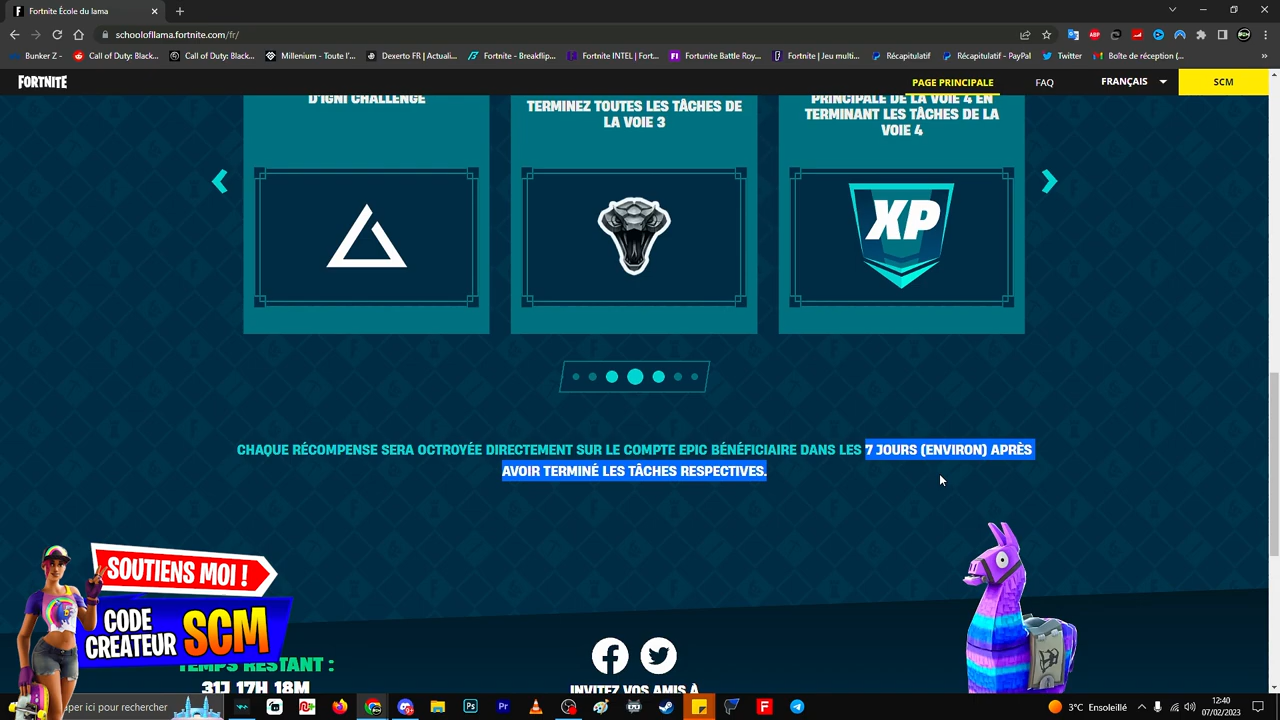 Fortnite École du lama
schoolofllama.fortnite.com/fr/
Bunker Z -
Call of Duty: Black...
Call of Duty: Black...
Millenium - Toute l'...
Dexerto FR | Actuali...
Fortnite - Breakflip...
Fortnite INTEL | Fort...
Fortunite Battle Roy...
Fortnite | Jeu multi...
Récapitulatif
Récapitulatif - PayPal
Twitter
Boîte de réception (...
FORTNITE
PAGE PRINCIPALE
FAQ
FRANÇAIS
SCM
D'IGNI CHALLENGE
TERMINEZ TOUTES LES TÂCHES DE
LA VOIE 3
PRINCIPALE DE LA VOIE 4 EN
TERMINANT LES TÂCHES DE LA
VOIE 4
XP
CHAQUE RÉCOMPENSE SERA OCTROYÉE DIRECTEMENT SUR LE COMPTE EPIC BÉNÉFICIAIRE DANS LES 7 JOURS (ENVIRON) APRÈS
AVOIR TERMINÉ LES TÂCHES RESPECTIVES.
SOUTIENS MOI !
CODE
CREATEUR SCM
TEMPS RESTANT :
31J 17H 18M
INVITEZ VOS AMIS À
per ici pour rechercher
3°C Ensoleillé
12:40
07/02/2023